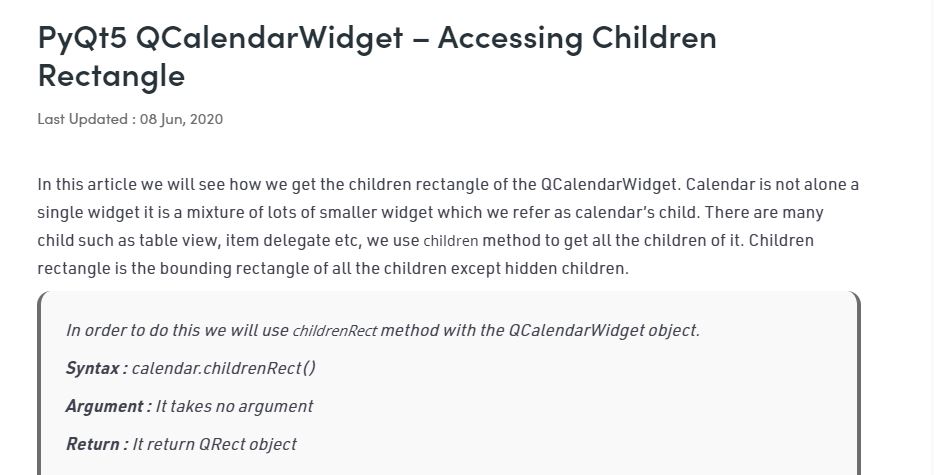 PyQt5 QCalendarWidget – Accessing Children
Rectangle
Last Updated : 08 Jun, 2020
In this article we will see how we get the children rectangle of the QCalendarWidget. Calendar is not alone a
single widget it is a mixture of lots of smaller widget which we refer as calendar's child. There are many
child such as table view, item delegate etc, we use children method to get all the children of it. Children
rectangle is the bounding rectangle of all the children except hidden children.
In order to do this we will use childrenRect method with the QCalendarWidget object.
Syntax : calendar.childrenRect()
Argument : It takes no argument
Return : It return QRect object